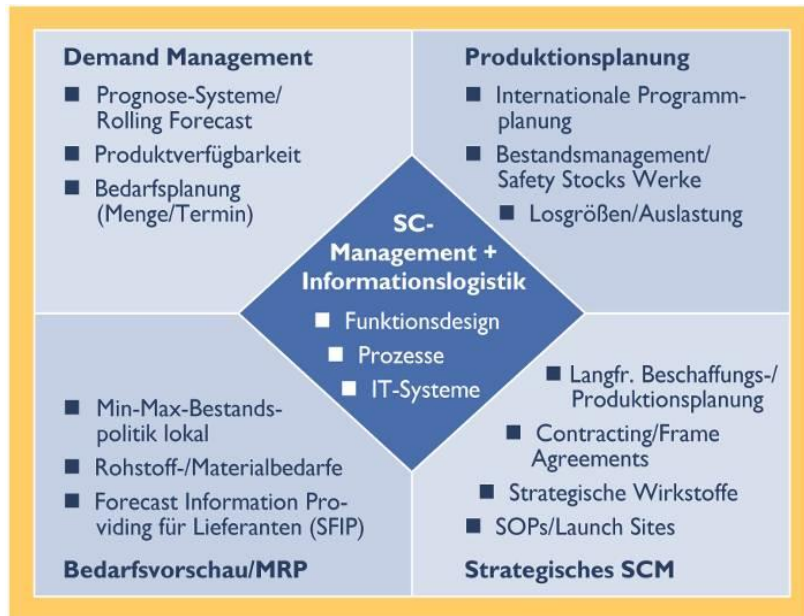 Demand Management
Prognose-Systeme/
Rolling Forecast
Produktverfügbarkeit
Bedarfsplanung
(Menge/Termin)
Produktionsplanung
Internationale Programm-
planung
Bestandsmanagement/
Safety Stocks Werke
Losgrößen/Auslastung
SC-
Management +
Informationslogistik
Funktionsdesign
Prozesse
IT-Systeme
Min-Max-Bestands-
politik lokal
Rohstoff-/Materialbedarfe
Forecast Information Pro-
viding für Lieferanten (SFIP)
Bedarfsvorschau/MRP
Langfr. Beschaffungs-/
Produktionsplanung
Contracting/Frame
Agreements
Strategische Wirkstoffe
SOPs/Launch Sites
Strategisches SCM